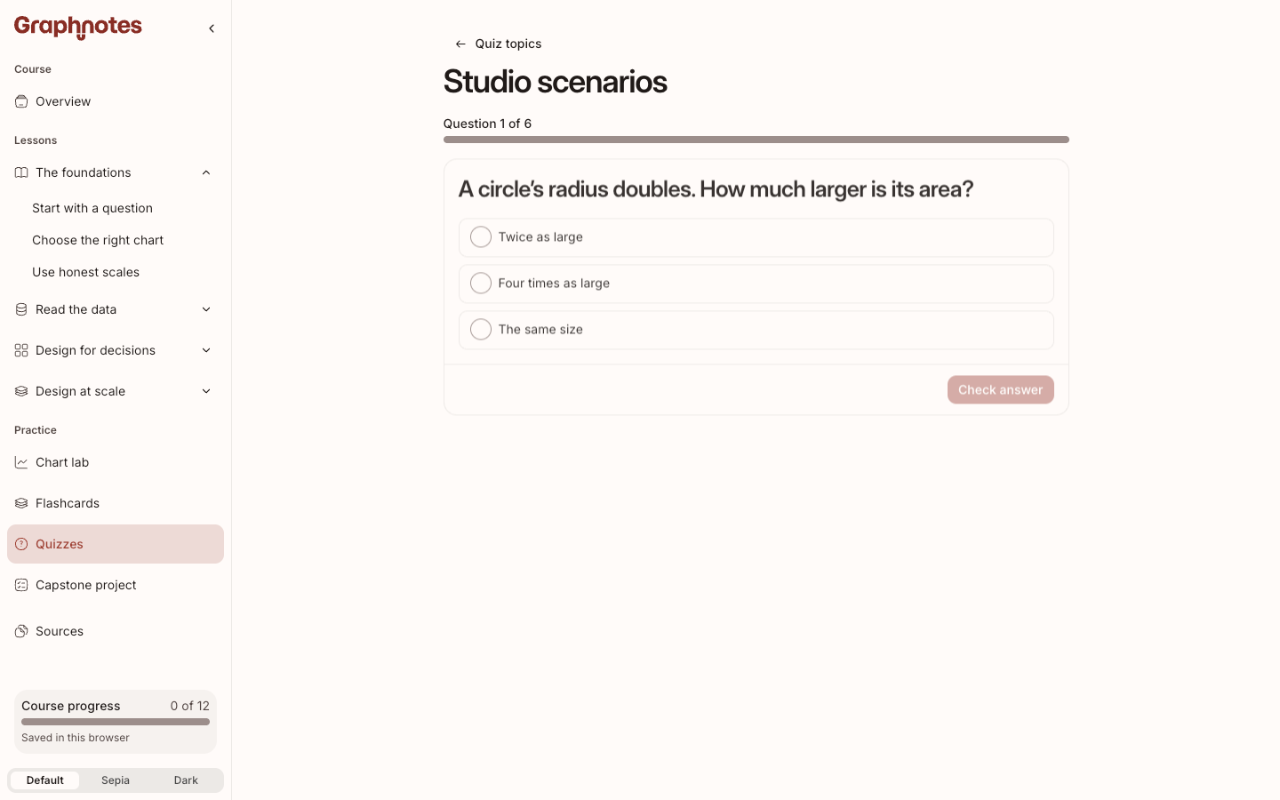 Graphnotes
Course
Overview
Lessons
The foundations
Start with a question
Choose the right chart
Use honest scales
Read the data
Design for decisions
Design at scale
Practice
Chart lab
Flashcards
Quizzes
Capstone project
Sources
Course progress 0 of 12
Saved in this browser
Default Sepia Dark
Quiz topics
Studio scenarios
Question 1 of 6
A circle’s radius doubles. How much larger is its area?
Twice as large
Four times as large
The same size
Check answer